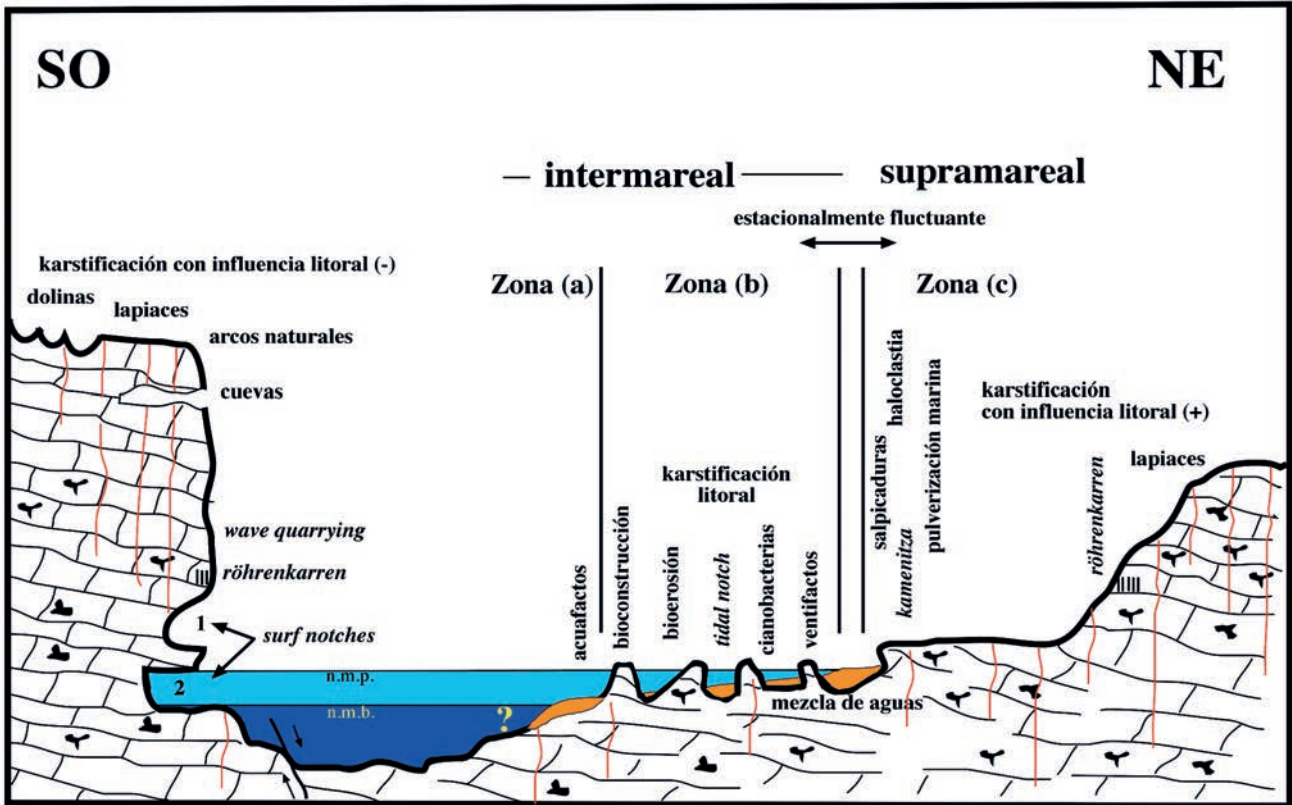 SO
NE
— intermareal —
supramareal
estacionalmente fluctuante
karstificación con influencia litoral (-)
dolinas
lapiaces
arcos naturales
cuevas
wave quarrying
röhrenkarren
1
surf notches
2
n.m.p.
n.m.b.
?
Zona (a)
Zona (b)
Zona (c)
acuafactos
bioconstrucción
bioerosión
karstificación
litoral
tidal notch
cianobacterias
ventifactos
mezcla de aguas
salpicaduras
haloclastia
kamenitza
pulverización marina
karstificación
con influencia litoral (+)
röhrenkarren
lapiaces